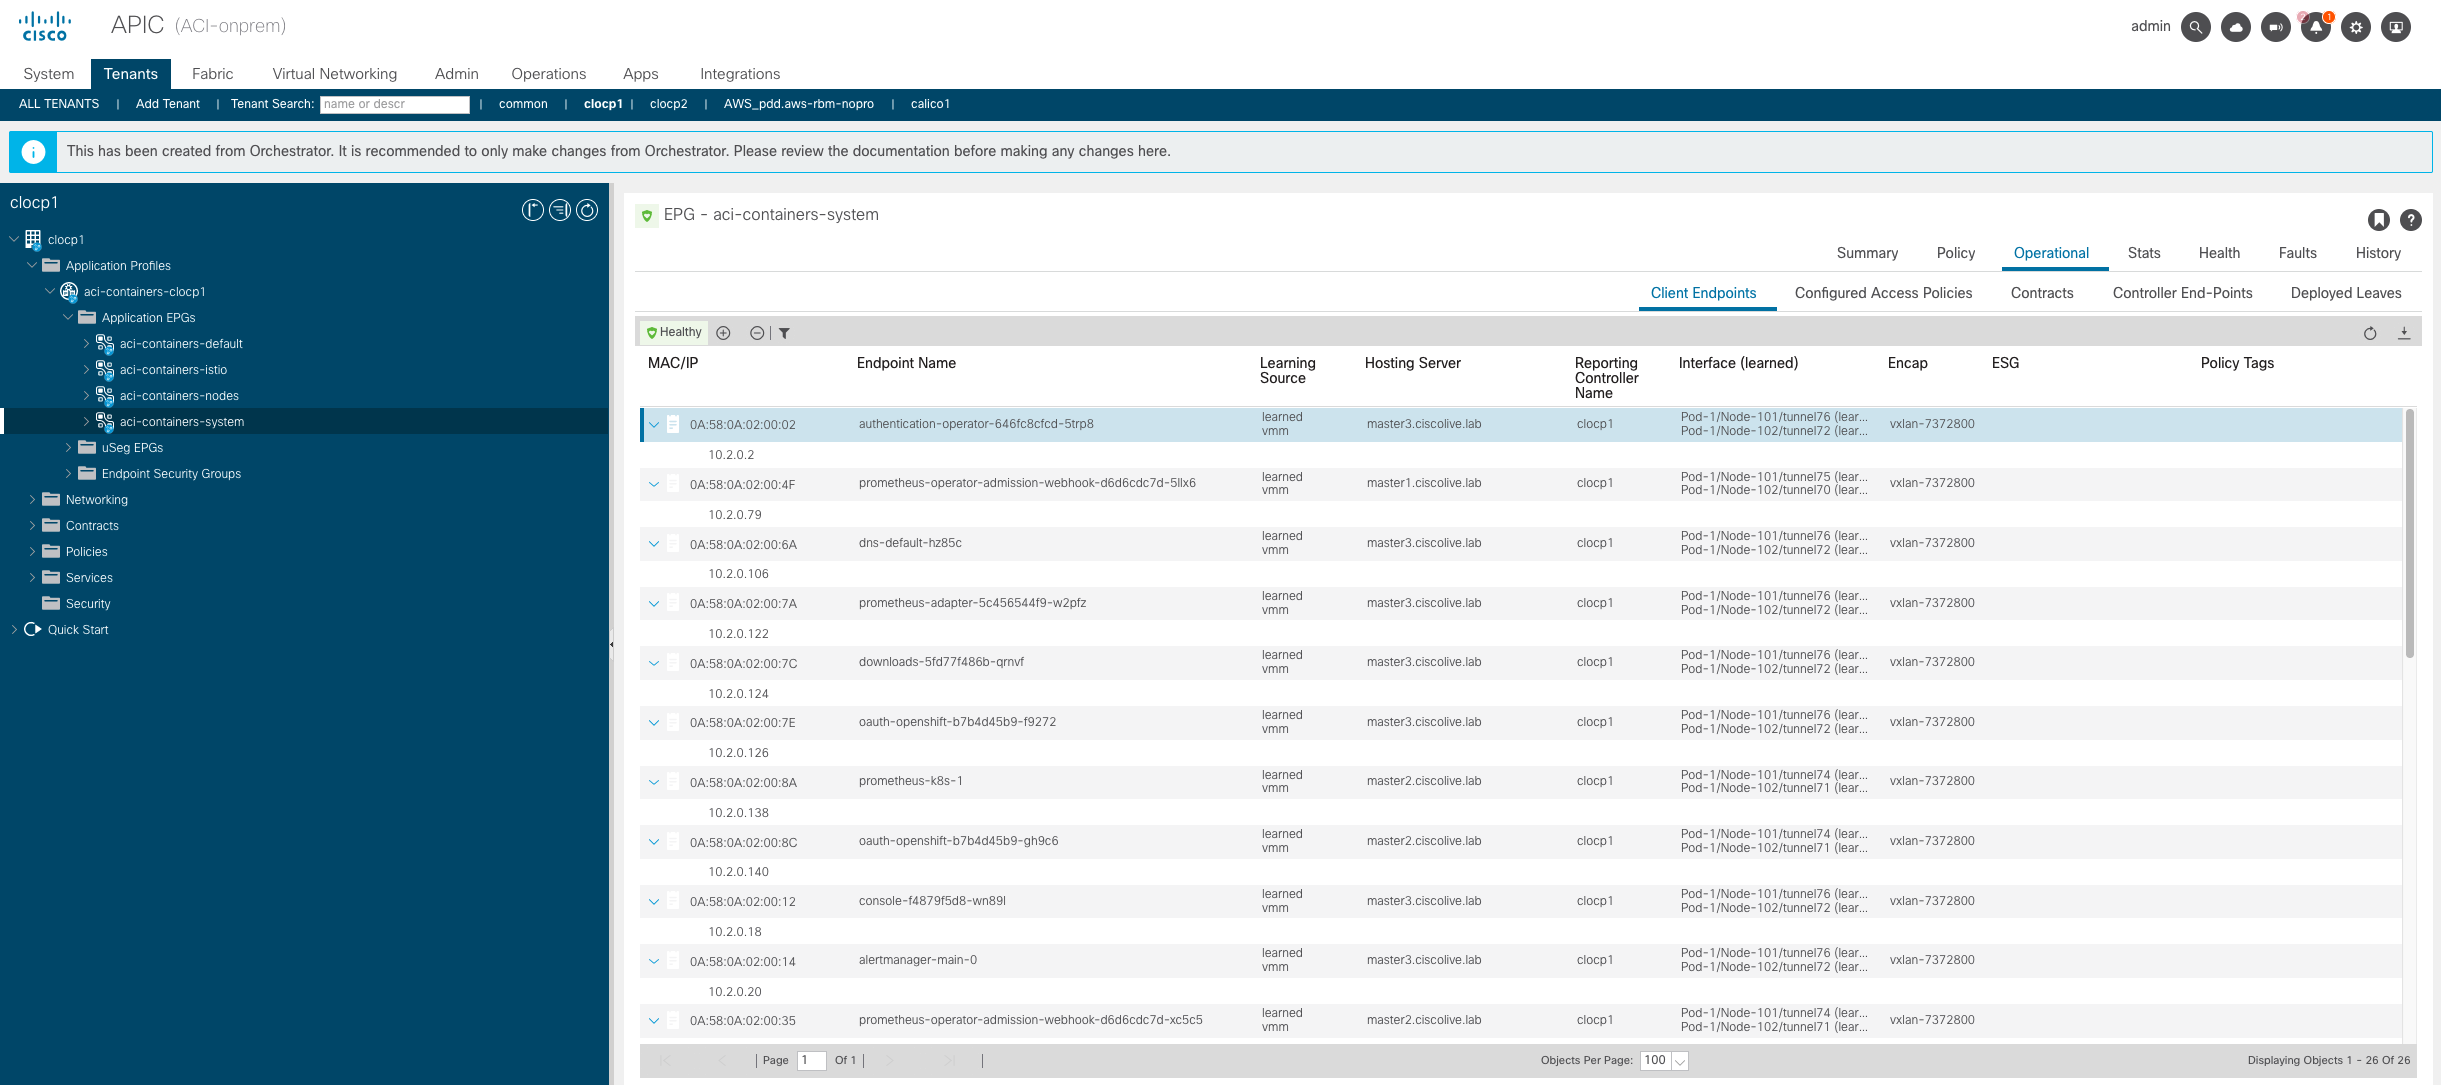 cisco
APIC (ACI-onprem)
admin
2
1
System Tenants Fabric Virtual Networking Admin Operations Apps Integrations
ALL TENANTS | Add Tenant | Tenant Search: name or descr | common | clocp1 | clocp2 | AWS_pdd.aws-rbm-nopro | calico1
This has been created from Orchestrator. It is recommended to only make changes from Orchestrator. Please review the documentation before making any changes here.
clocp1
clocp1
Application Profiles
aci-containers-clocp1
Application EPGs
aci-containers-default
aci-containers-istio
aci-containers-nodes
aci-containers-system
uSeg EPGs
Endpoint Security Groups
Networking
Contracts
Policies
Services
Security
Quick Start
EPG - aci-containers-system
Summary Policy Operational Stats Health Faults History
Client Endpoints Configured Access Policies Contracts Controller End-Points Deployed Leaves
Healthy
MAC/IP Endpoint Name Learning Source Hosting Server Reporting Controller Name Interface (learned) Encap ESG Policy Tags
0A:58:0A:02:00:02 authentication-operator-646fc8cfcd-5trp8 learned vmm master3.ciscolive.lab clocp1 Pod-1/Node-101/tunnel76 (lear... Pod-1/Node-102/tunnel72 (lear... vxlan-7372800
10.2.0.2
0A:58:0A:02:00:4F prometheus-operator-admission-webhook-d6d6cdc7d-5llx6 learned vmm master1.ciscolive.lab clocp1 Pod-1/Node-101/tunnel75 (lear... Pod-1/Node-102/tunnel70 (lear... vxlan-7372800
10.2.0.79
0A:58:0A:02:00:6A dns-default-hz85c learned vmm master3.ciscolive.lab clocp1 Pod-1/Node-101/tunnel76 (lear... Pod-1/Node-102/tunnel72 (lear... vxlan-7372800
10.2.0.106
0A:58:0A:02:00:7A prometheus-adapter-5c456544f9-w2pfz learned vmm master3.ciscolive.lab clocp1 Pod-1/Node-101/tunnel76 (lear... Pod-1/Node-102/tunnel72 (lear... vxlan-7372800
10.2.0.122
0A:58:0A:02:00:7C downloads-5fd77f486b-qrnvf learned vmm master3.ciscolive.lab clocp1 Pod-1/Node-101/tunnel76 (lear... Pod-1/Node-102/tunnel72 (lear... vxlan-7372800
10.2.0.124
0A:58:0A:02:00:7E oauth-openshift-b7b4d45b9-f9272 learned vmm master3.ciscolive.lab clocp1 Pod-1/Node-101/tunnel76 (lear... Pod-1/Node-102/tunnel72 (lear... vxlan-7372800
10.2.0.126
0A:58:0A:02:00:8A prometheus-k8s-1 learned vmm master2.ciscolive.lab clocp1 Pod-1/Node-101/tunnel74 (lear... Pod-1/Node-102/tunnel71 (lear... vxlan-7372800
10.2.0.138
0A:58:0A:02:00:8C oauth-openshift-b7b4d45b9-gh9c6 learned vmm master2.ciscolive.lab clocp1 Pod-1/Node-101/tunnel74 (lear... Pod-1/Node-102/tunnel71 (lear... vxlan-7372800
10.2.0.140
0A:58:0A:02:00:12 console-f4879f5d8-wn89l learned vmm master3.ciscolive.lab clocp1 Pod-1/Node-101/tunnel76 (lear... Pod-1/Node-102/tunnel72 (lear... vxlan-7372800
10.2.0.18
0A:58:0A:02:00:14 alertmanager-main-0 learned vmm master3.ciscolive.lab clocp1 Pod-1/Node-101/tunnel76 (lear... Pod-1/Node-102/tunnel72 (lear... vxlan-7372800
10.2.0.20
0A:58:0A:02:00:35 prometheus-operator-admission-webhook-d6d6cdc7d-xc5c5 learned vmm master2.ciscolive.lab clocp1 Pod-1/Node-101/tunnel74 (lear... Pod-1/Node-102/tunnel71 (lear... vxlan-7372800
Page 1 Of 1 Objects Per Page: 100 Displaying Objects 1 - 26 Of 26